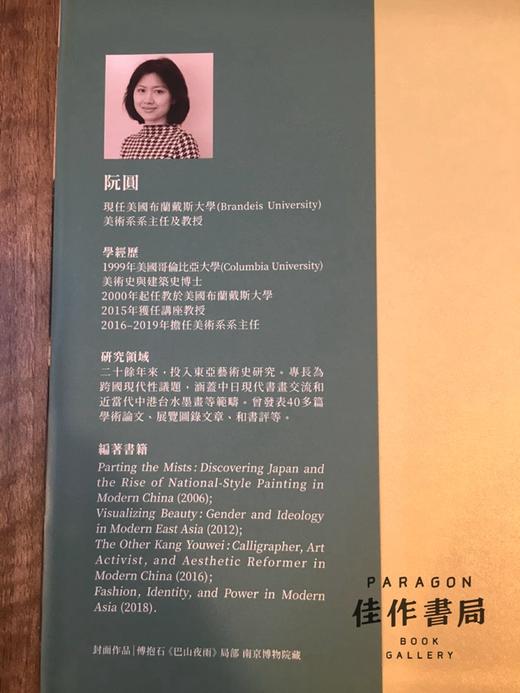 阮圓
現任美國布蘭戴斯大學(Brandeis University)
美術系系主任及教授
學經歷
1999年美國哥倫比亞大學(Columbia University)
美術史與建築史博士
2000年起任教於美國布蘭戴斯大學
2015年獲任講座教授
2016–2019年擔任美術系系主任
研究領域
二十餘年來，投入東亞藝術史研究。專長為
跨國現代性議題，涵蓋中日現代書畫交流和
近當代中港台水墨畫等範疇。曾發表40多篇
學術論文、展覽圖錄文章、和書評等。
編著書籍
Parting the Mists: Discovering Japan and
the Rise of National-Style Painting in
Modern China (2006);
Visualizing Beauty: Gender and Ideology
in Modern East Asia (2012);
The Other Kang Youwei: Calligrapher, Art
Activist, and Aesthetic Reformer in
Modern China (2016);
Fashion, Identity, and Power in Modern
Asia (2018).
封面作品│傅抱石《巴山夜雨》局部 南京博物院藏
PARAGON
佳作書局
BOOK
GALLERY